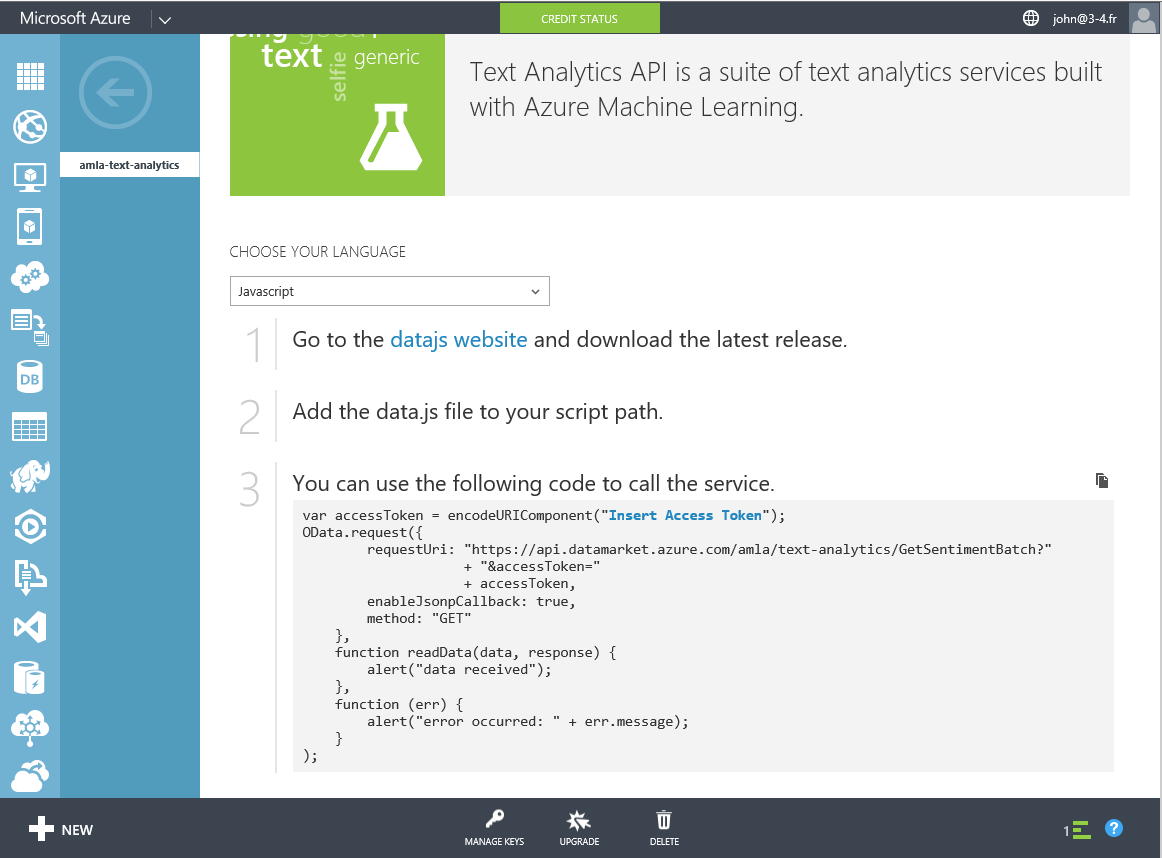 Microsoft Azure
CREDIT STATUS
john@3-4.fr
text
generic
selfie
Text Analytics API is a suite of text analytics services built
with Azure Machine Learning.
amla-text-analytics
CHOOSE YOUR LANGUAGE
Javascript
1 Go to the datajs website and download the latest release.
2 Add the data.js file to your script path.
3 You can use the following code to call the service.
var accessToken = encodeURIComponent("Insert Access Token");
OData.request({
requestUri: "https://api.datamarket.azure.com/amla/text-analytics/GetSentimentBatch?"
+ "&accessToken="
+ accessToken,
enableJsonpCallback: true,
method: "GET"
},
function readData(data, response) {
alert("data received");
},
function (err) {
alert("error occurred: " + err.message);
}
);
DB
NEW
MANAGE KEYS
UPGRADE
DELETE
1
?